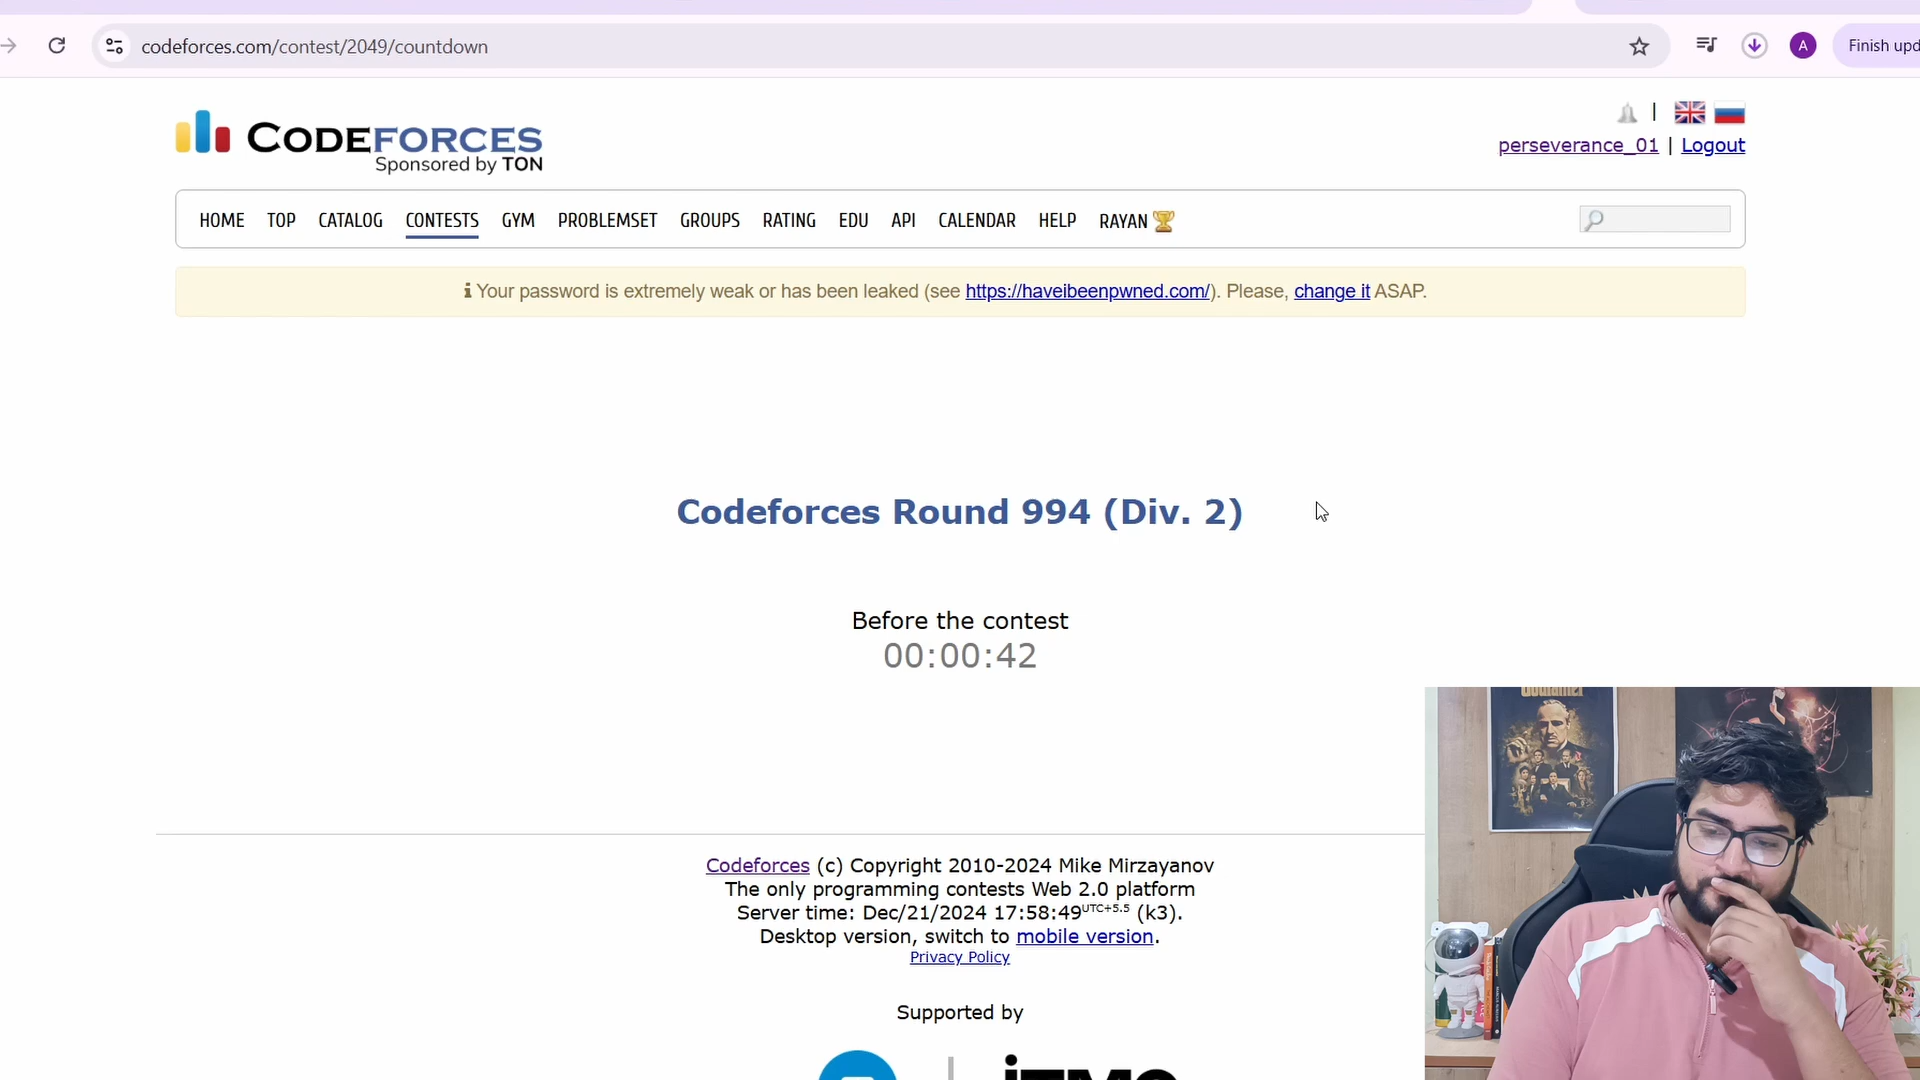 codeforces.com/contest/2049/countdown
A
Finish upd
CODEFORCES
Sponsored by TON
perseverance_01 | Logout
HOME TOP CATALOG CONTESTS GYM PROBLEMSET GROUPS RATING EDU API CALENDAR HELP RAYAN
Your password is extremely weak or has been leaked (see https://haveibeenpwned.com/). Please, change it ASAP.
Codeforces Round 994 (Div. 2)
Before the contest
00:00:42
Codeforces (c) Copyright 2010-2024 Mike Mirzayanov
The only programming contests Web 2.0 platform
Server time: Dec/21/2024 17:58:49UTC+5.5 (k3).
Desktop version, switch to mobile version.
Privacy Policy
Supported by